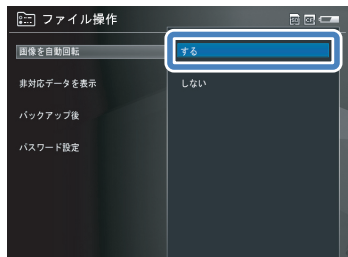 ファイル操作
画像を自動回転
する
非対応データを表示
しない
バックアップ後
パスワード設定